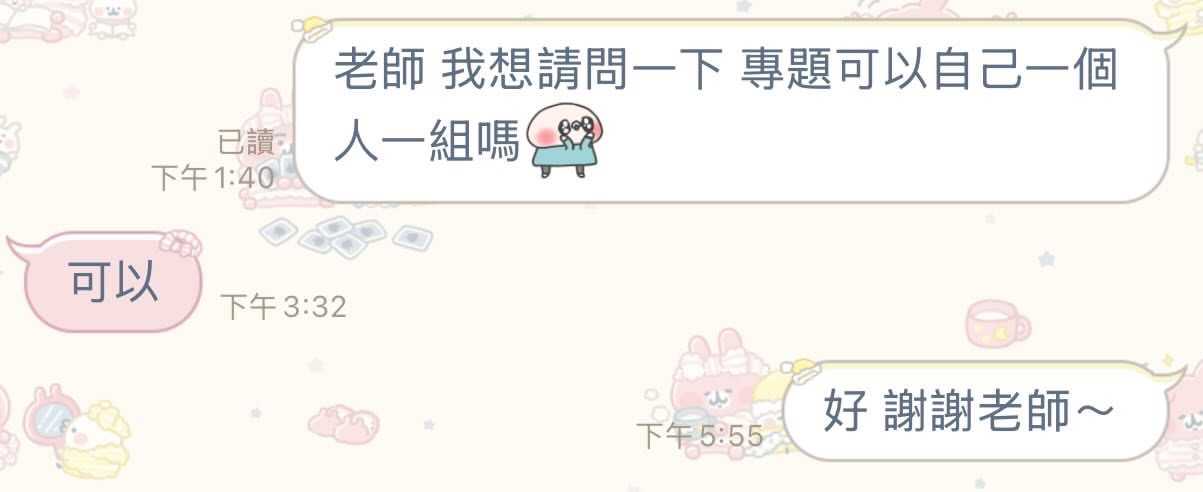 老師 我想請問一下 專題可以自己一個
人一組嗎
已讀
下午 1:40
可以
下午 3:32
好 謝謝老師～
下午 5:55